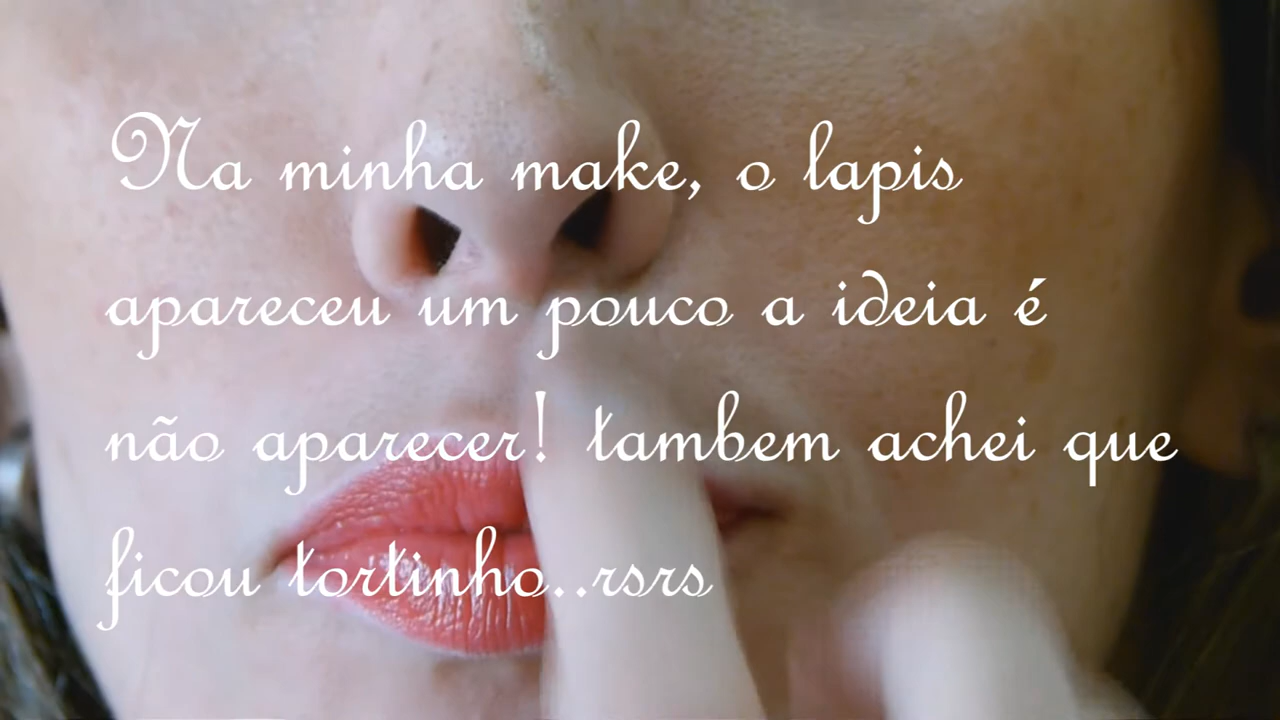 Na minha make, o lapis
apareceu um pouco a ideia é
não aparecer! tambem achei que
ficou tortinho..rsrs